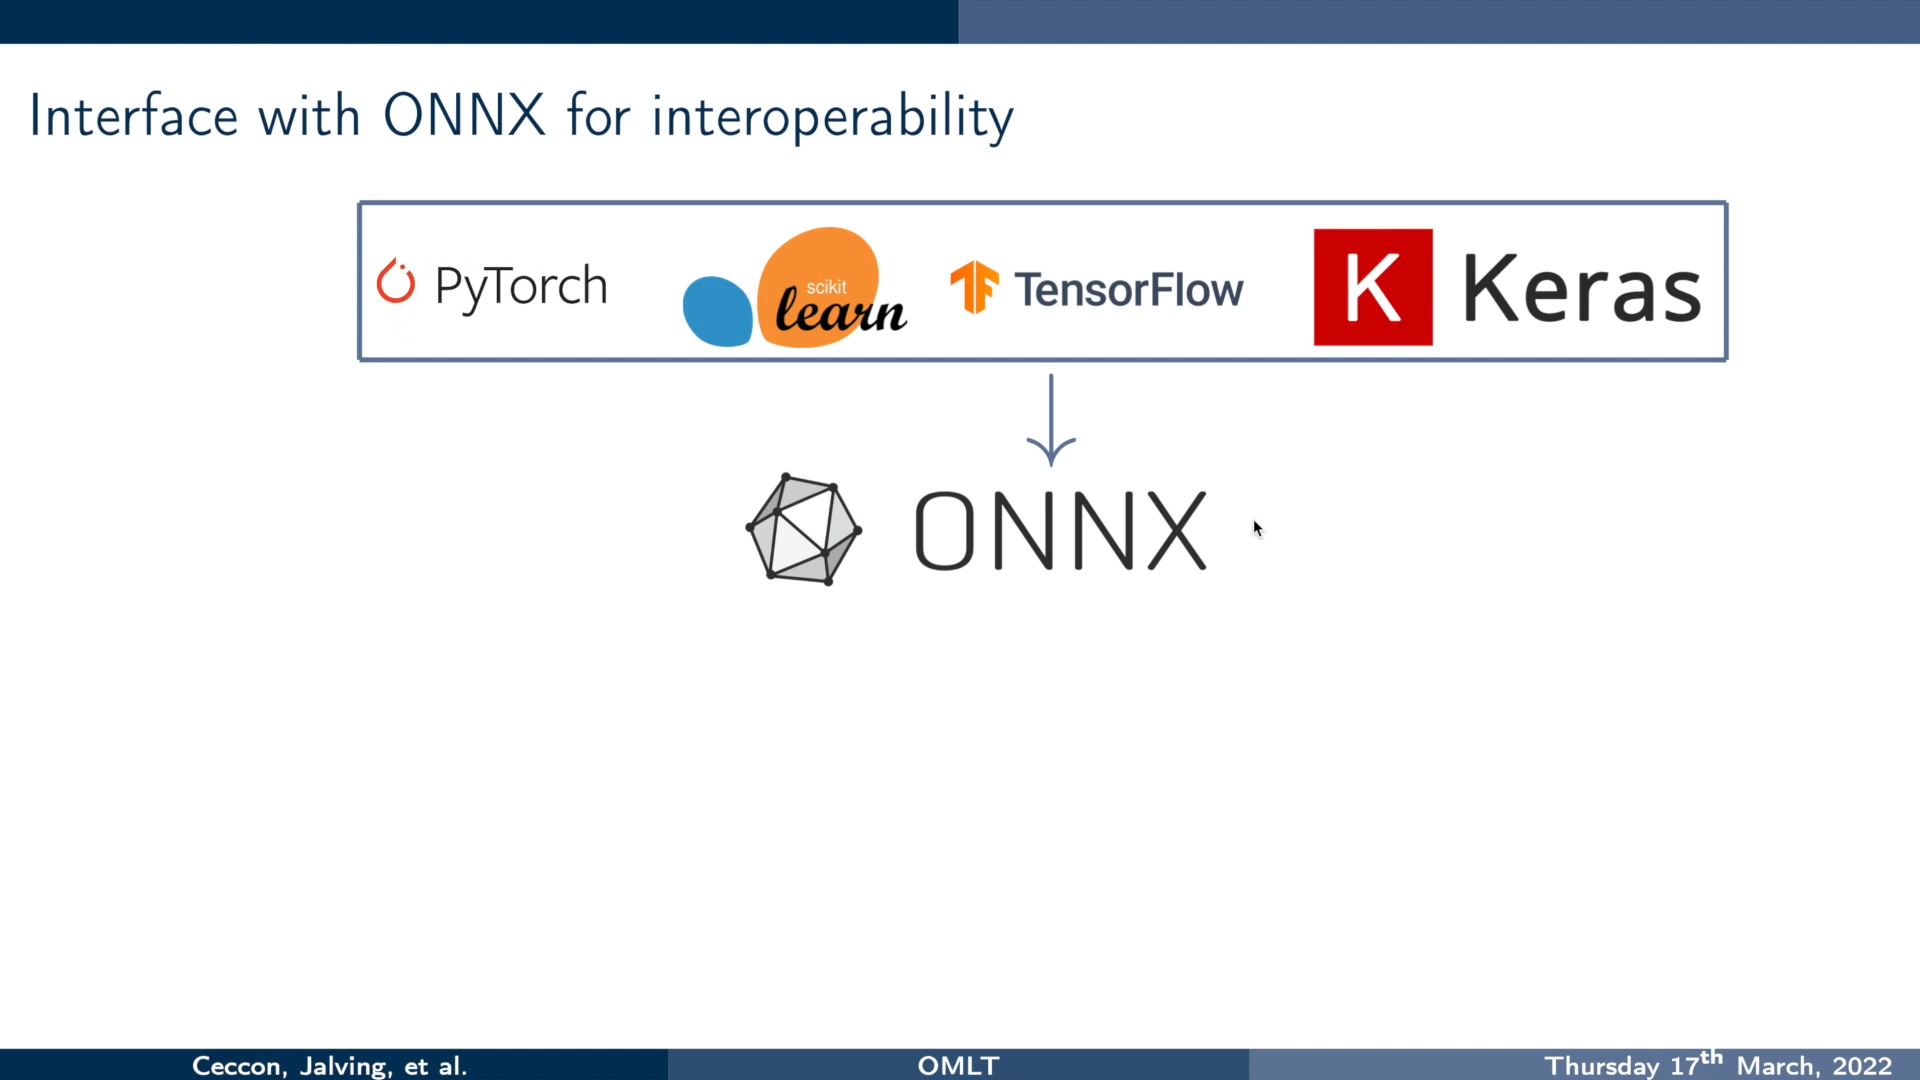 Interface with ONNX for interoperability
PyTorch
scikit
learn
TensorFlow
K Keras
ONNX
Ceccon, Jalving, et al.
OMLT
Thursday 17th March, 2022